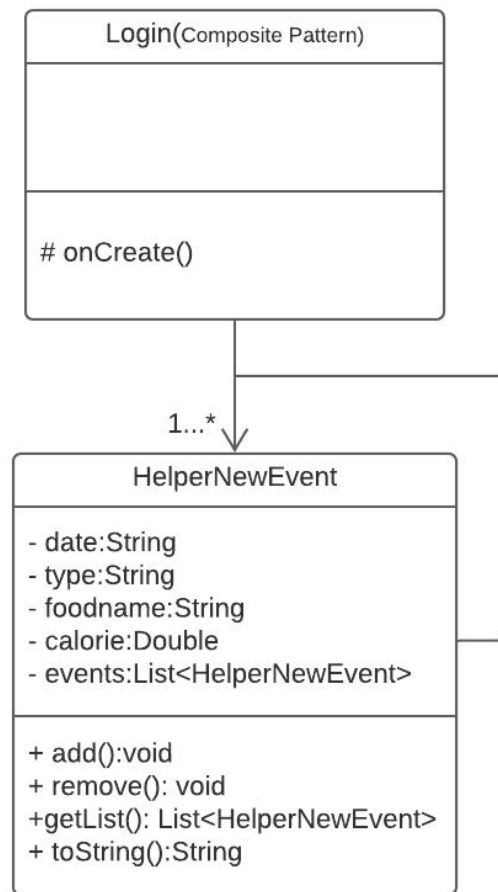 Login(Composite Pattern)
# onCreate()
1...*
HelperNewEvent
- date:String
- type:String
- foodname:String
- calorie:Double
- events:List<HelperNewEvent>
+ add():void
+ remove(): void
+getList(): List<HelperNewEvent>
+ toString():String